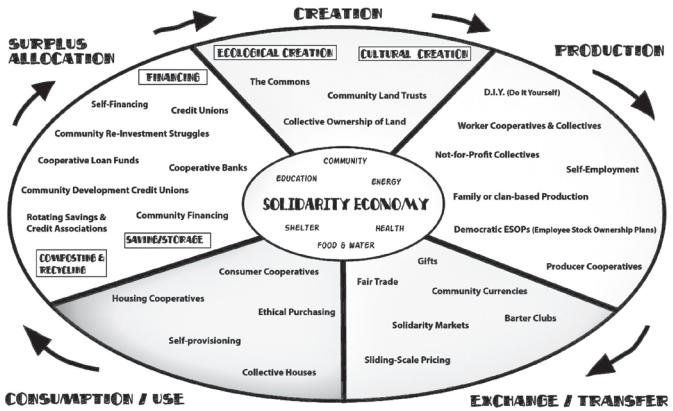 CREATION
SURPLUS
ALLOCATION
PRODUCTION
ECOLOGICAL CREATION
CULTURAL CREATION
The Commons
Community Land Trusts
Collective Ownership of Land
FINANCING
Self-Financing
Credit Unions
Community Re-Investment Struggles
Cooperative Loan Funds
Cooperative Banks
Community Development Credit Unions
Rotating Savings &
Credit Associations
Community Financing
SAVING/STORAGE
COMPOSTING &
RECYCLING
D.I.Y. (Do It Yourself)
Worker Cooperatives & Collectives
Not-for-Profit Collectives
Self-Employment
Family or clan-based Production
Democratic ESOPs (Employee Stock Ownership Plans)
Producer Cooperatives
COMMUNITY
EDUCATION
ENERGY
SOLIDARITY ECONOMY
SHELTER
HEALTH
FOOD & WATER
Consumer Cooperatives
Housing Cooperatives
Ethical Purchasing
Self-provisioning
Collective Houses
Gifts
Fair Trade
Community Currencies
Solidarity Markets
Barter Clubs
Sliding-Scale Pricing
CONSUMPTION / USE
EXCHANGE / TRANSFER